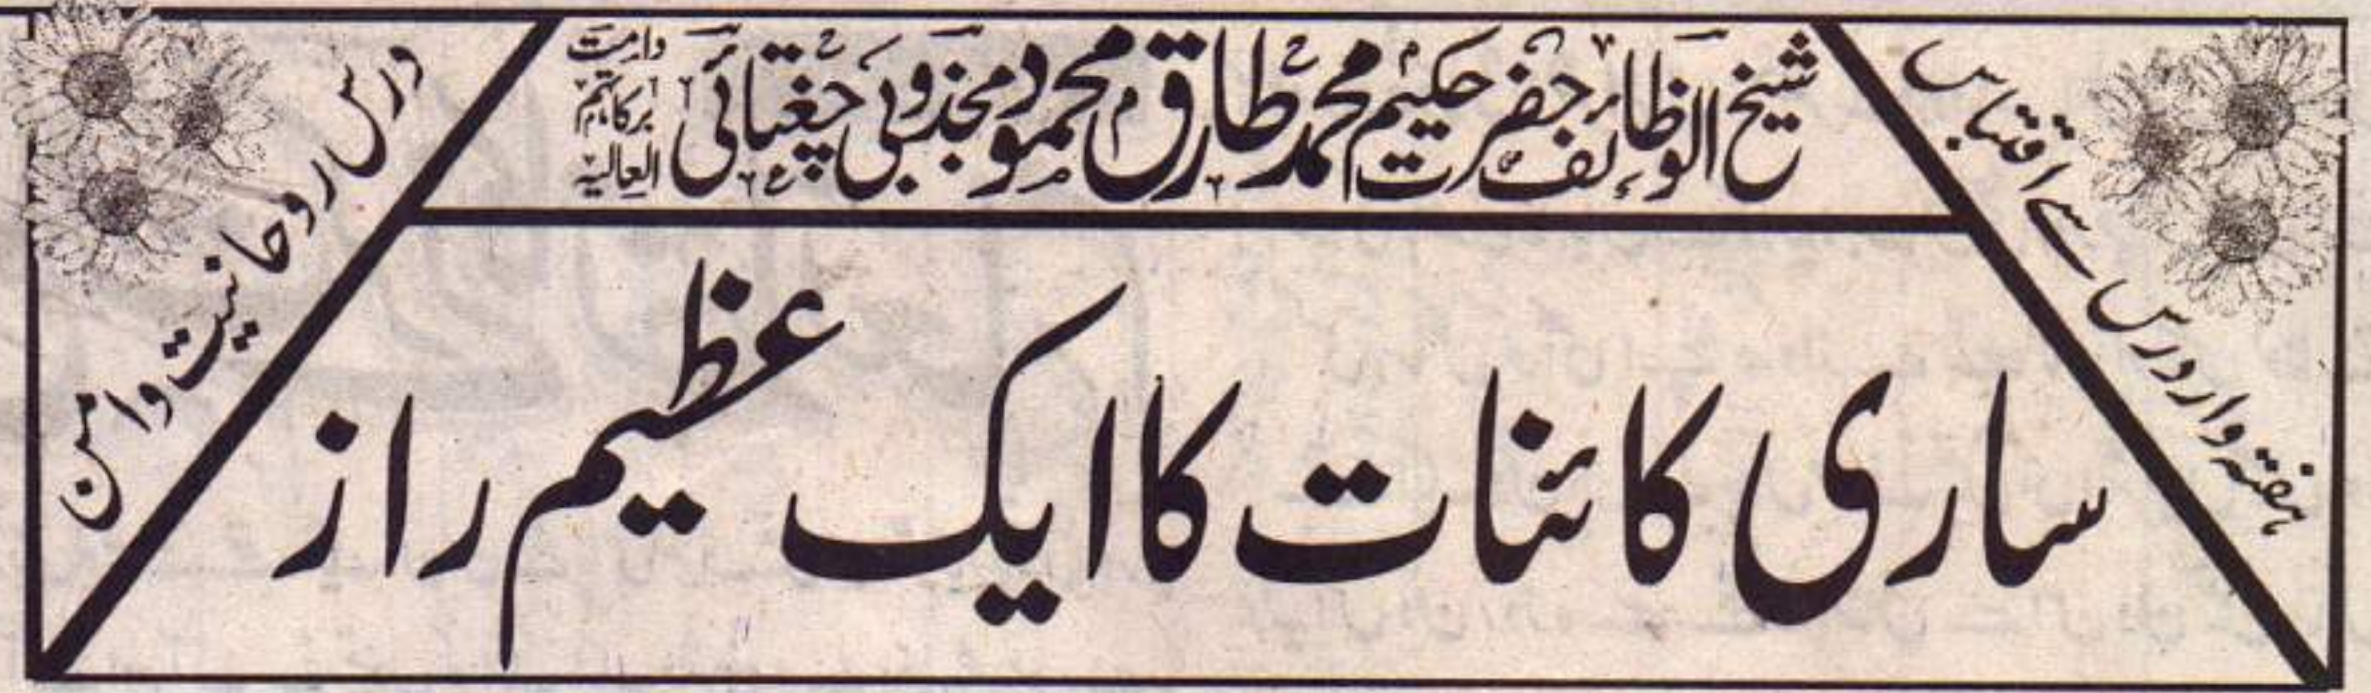 ہفتہ وار درس سے اقتباس
شیخ الوظائف حضرت حکیم محمد طارق محمود مجذوبی چغتائی دامت برکاتہم العالیہ
درس روحانیت وامن
ساری کائنات کا ایک عظیم راز